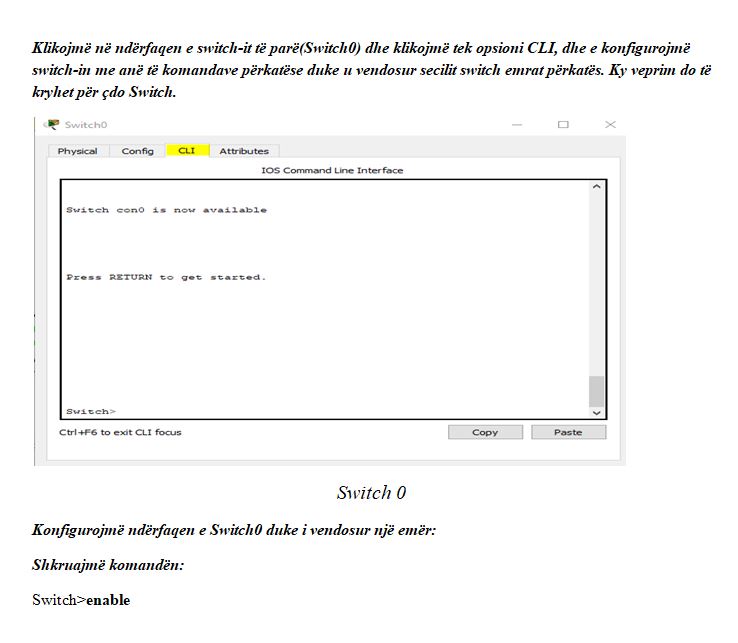 Klikojmë në ndërfaqen e switch-it të parë(Switch0) dhe klikojmë tek opsioni CLI, dhe e konfigurojmë
switch-in me anë të komandave përkatëse duke u vendosur secilit switch emrat përkatës. Ky veprim do të
kryhet për çdo Switch.
Switch0
Physical Config CLI Attributes
IOS Command Line Interface
Switch con0 is now available
Press RETURN to get started.
Switch>
Ctrl+F6 to exit CLI focus Copy Paste
Switch 0
Konfigurojmë ndërfaqen e Switch0 duke i vendosur një emër:
Shkruajmë komandën:
Switch>enable